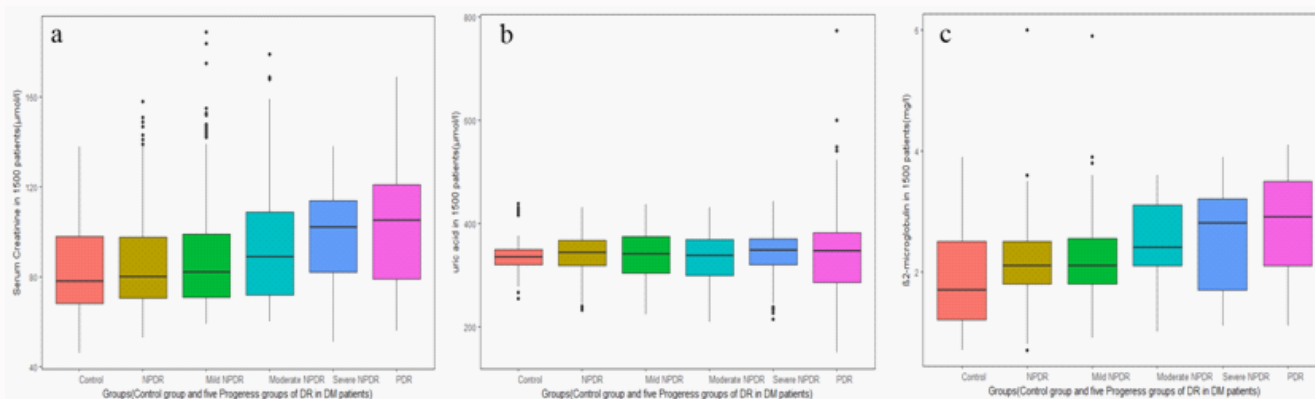 a
Serum Creatinine in 1500 patients(μmol/l)
160
120
80
40
Control NPDR Mild NPDR Moderate NPDR Severe NPDR PDR
Groups(Control group and five Progeress groups of DR in DM patients)
b
uric acid in 1500 patients(μmol/l)
800
600
400
200
Control NPDR Mild NPDR Moderate NPDR Severe NPDR PDR
Groups(Control group and five Progeress groups of DR in DM patients)
c
ß2-microglobulin in 1500 patients(mg/l)
6
4
2
Control NPDR Mild NPDR Moderate NPDR Severe NPDR PDR
Groups(Control group and five Progeress groups of DR in DM patients)